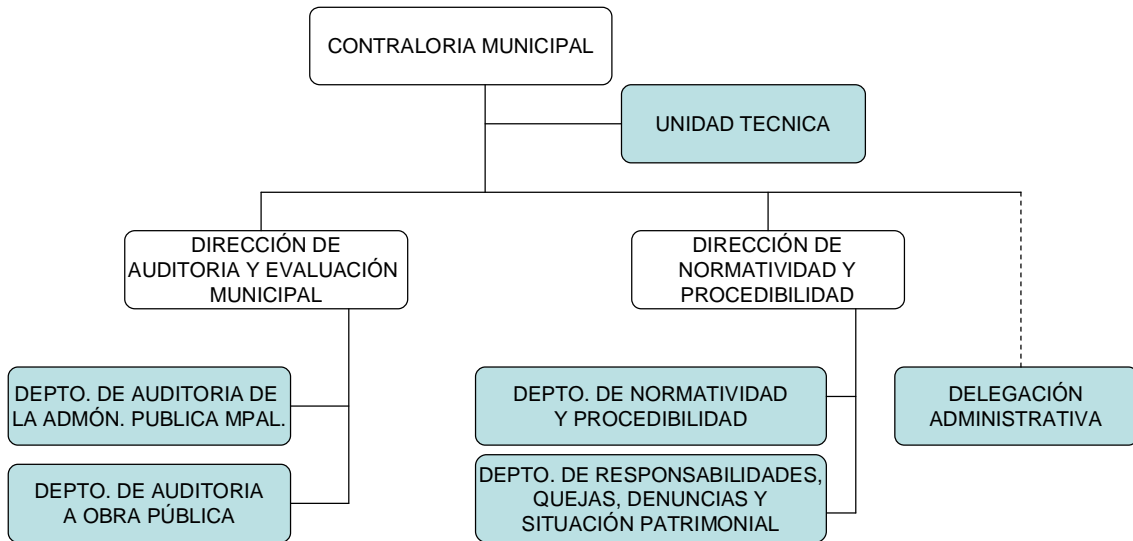 CONTRALORIA MUNICIPAL
UNIDAD TECNICA
DIRECCIÓN DE
AUDITORIA Y EVALUACIÓN
MUNICIPAL
DIRECCIÓN DE
NORMATIVIDAD Y
PROCEDIBILIDAD
DEPTO. DE AUDITORIA DE
LA ADMÓN. PUBLICA MPAL.
DEPTO. DE NORMATIVIDAD
Y PROCEDIBILIDAD
DELEGACIÓN
ADMINISTRATIVA
DEPTO. DE AUDITORIA
A OBRA PÚBLICA
DEPTO. DE RESPONSABILIDADES,
QUEJAS, DENUNCIAS Y
SITUACIÓN PATRIMONIAL